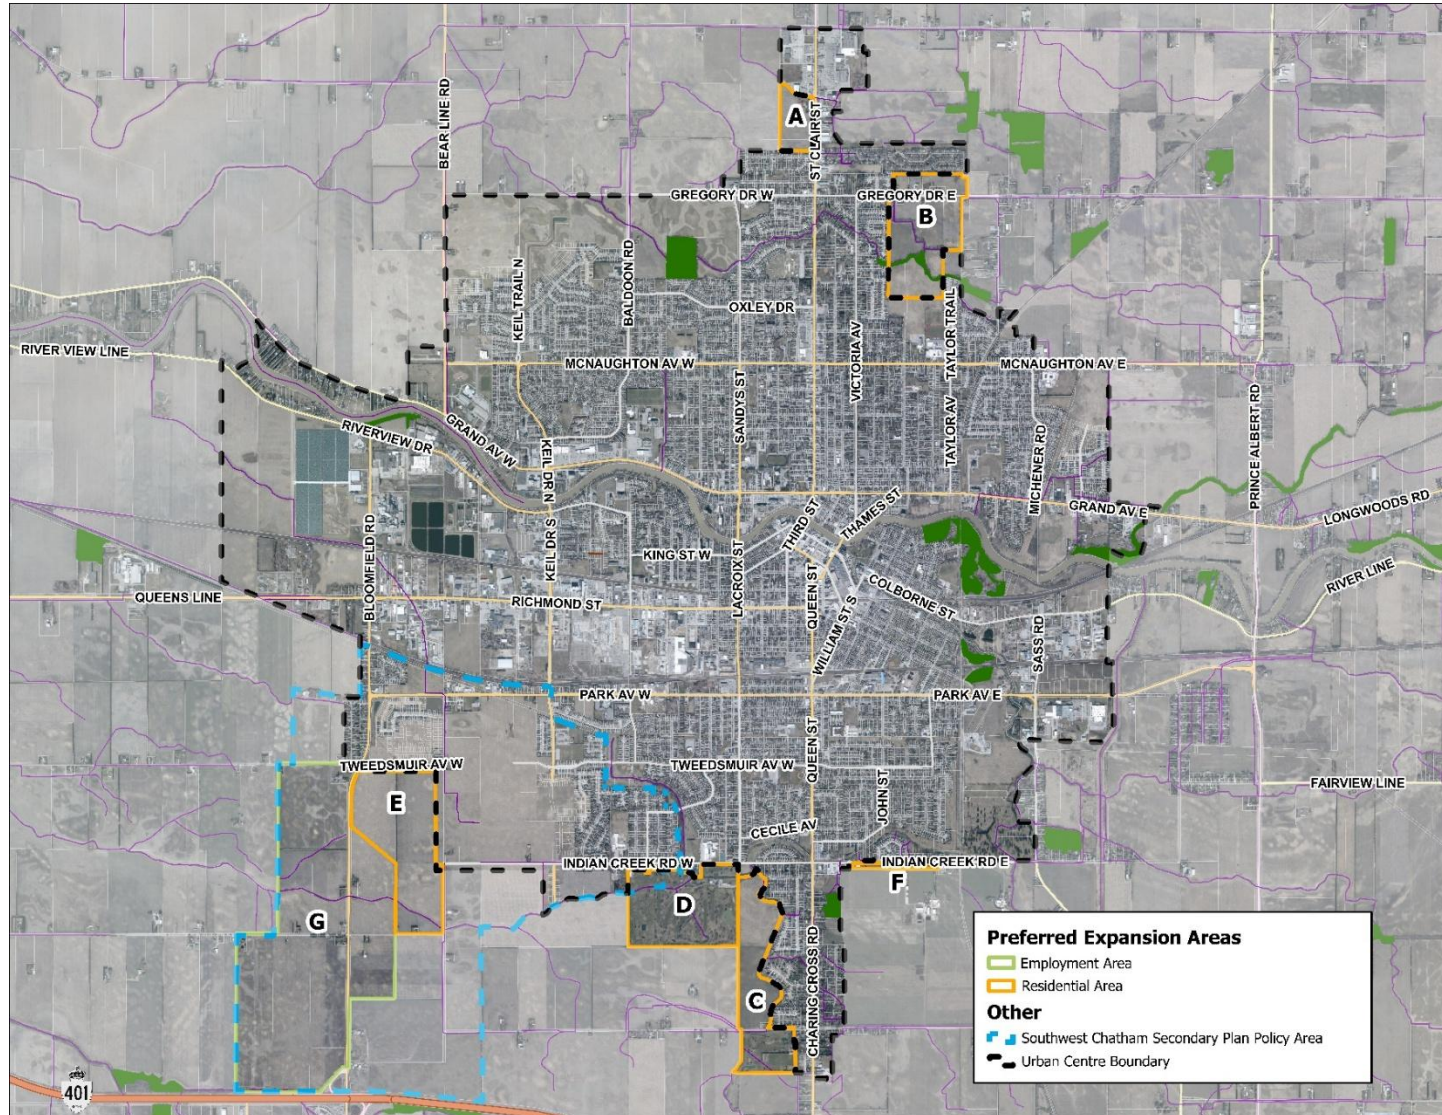 A
ST CLAIR ST
BEAR LINE RD
GREGORY DR W
GREGORY DR E
B
KEIL TRAIL N
BALDOON RD
OXLEY DR
VICTORIA AV
TAYLOR TRAIL
RIVER VIEW LINE
MCNAUGHTON AV W
MCNAUGHTON AV E
SANDYS ST
PRINCE ALBERT RD
RIVERVIEW DR
GRAND AV W
KEIL DR N
TAYLOR AV
MICHENER RD
GRAND AV E
LONGWOODS RD
THIRD ST
THAMES ST
BLOOMFIELD RD
KEIL DR S
KING ST W
LACROIX ST
QUEEN ST
COLBORNE ST
RIVER LINE
QUEENS LINE
RICHMOND ST
WILLIAM ST S
SASS RD
PARK AV W
PARK AV E
QUEEN ST
TWEEDSMUIR AV W
TWEEDSMUIR AV W
JOHN ST
FAIRVIEW LINE
E
CECILE AV
INDIAN CREEK RD W
INDIAN CREEK RD E
F
D
G
CHARING CROSS RD
C
401
Preferred Expansion Areas
Employment Area
Residential Area
Other
Southwest Chatham Secondary Plan Policy Area
Urban Centre Boundary